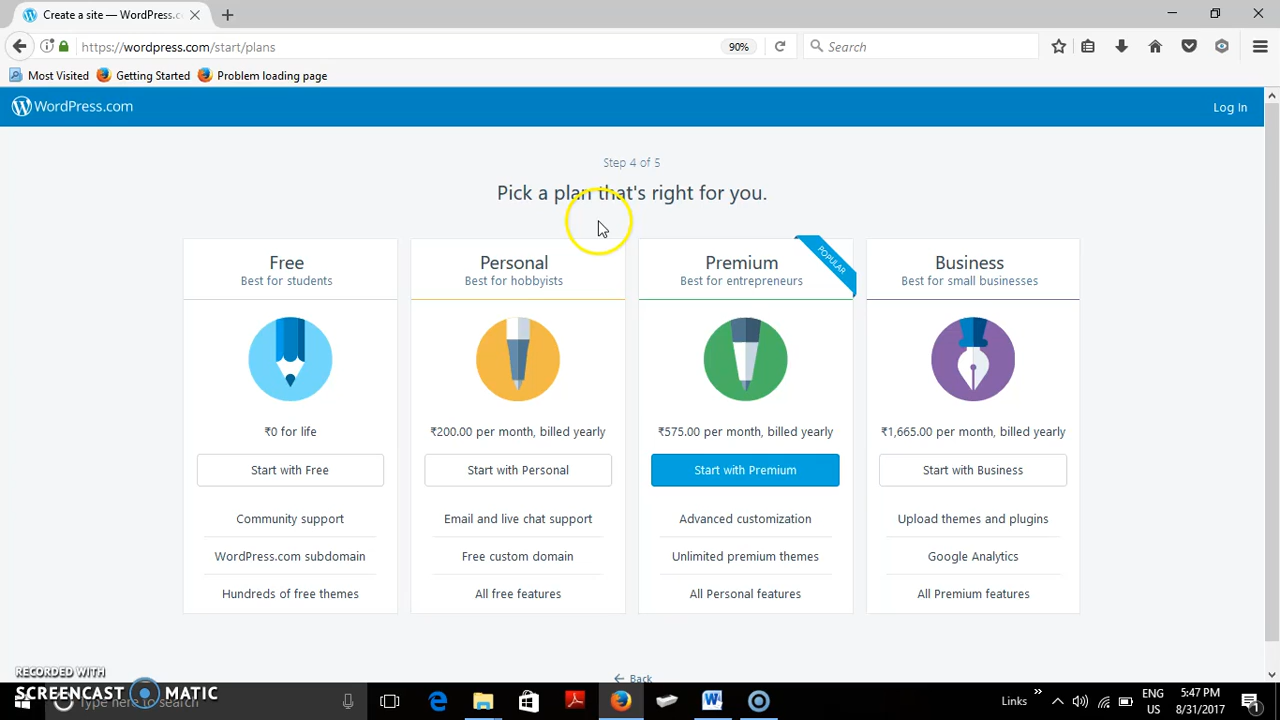 Create a site — WordPress.c
https://wordpress.com/start/plans
90%
Search
Most Visited
Getting Started
Problem loading page
WordPress.com
Log In
Step 4 of 5
Pick a plan that's right for you.
Free
Best for students
₹0 for life
Start with Free
Community support
WordPress.com subdomain
Hundreds of free themes
Personal
Best for hobbyists
₹200.00 per month, billed yearly
Start with Personal
Email and live chat support
Free custom domain
All free features
POPULAR
Premium
Best for entrepreneurs
₹575.00 per month, billed yearly
Start with Premium
Advanced customization
Unlimited premium themes
All Personal features
Business
Best for small businesses
₹1,665.00 per month, billed yearly
Start with Business
Upload themes and plugins
Google Analytics
All Premium features
Back
RECORDED WITH
SCREENCAST MATIC
Type here to search
Links
ENG
US
5:47 PM
8/31/2017
1